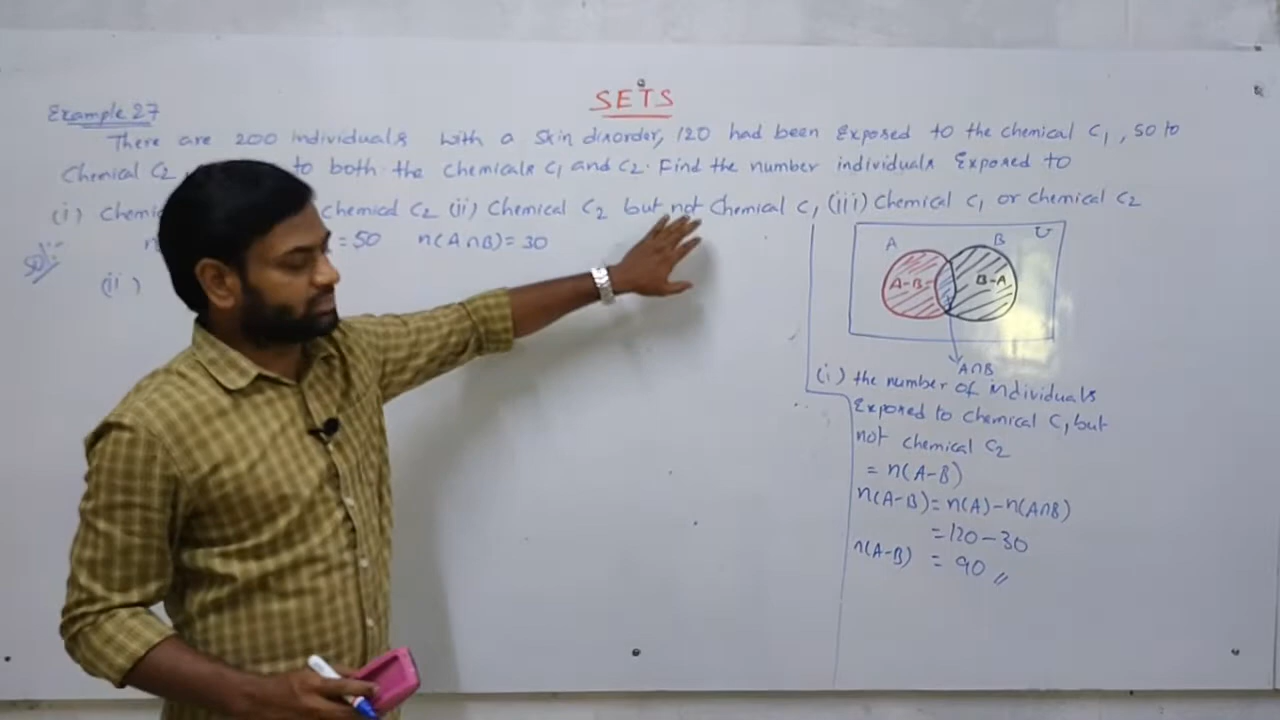 SETS
Example 27
There are 200 individuals with a skin disorder, 120 had been Exposed to the chemical C1, 50 to
Chemical C2 to both the chemicals C1 and C2. Find the number individuals Exposed to
(i) Chemical C2 (ii) Chemical C2 but not Chemical C1 (iii) Chemical C1 or chemical C2
Sol:
= 50 n(A∩B) = 30
(ii)
A B U
A-B B-A
A∩B
(i) the number of individuals
Exposed to chemical C1 but
not chemical C2
= n(A-B)
n(A-B) = n(A) - n(A∩B)
= 120 - 30
n(A-B) = 90 //